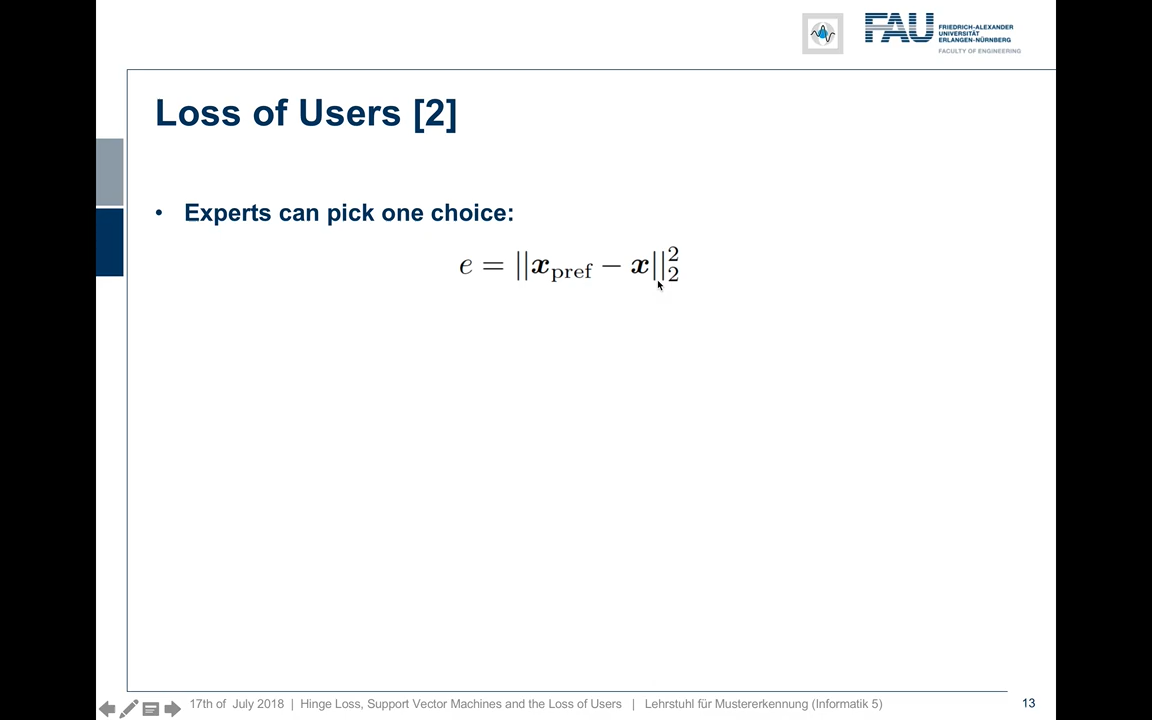 FAU
FRIEDRICH-ALEXANDER
UNIVERSITÄT
ERLANGEN-NÜRNBERG
FACULTY OF ENGINEERING
Loss of Users [2]
• Experts can pick one choice:
e = ||x_pref − x||_2^2
17th of July 2018 | Hinge Loss, Support Vector Machines and the Loss of Users | Lehrstuhl für Mustererkennung (Informatik 5)
13